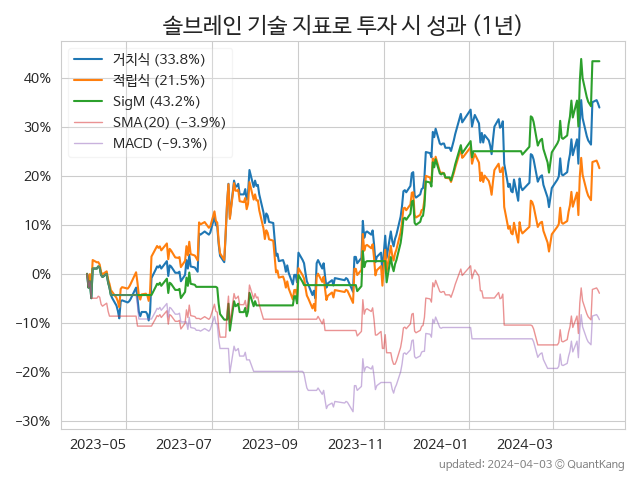 솔브레인 기술 지표로 투자 시 성과 (1년)
거치식 (33.8%)
적립식 (21.5%)
SigM (43.2%)
SMA(20) (−3.9%)
MACD (−9.3%)
40%
30%
20%
10%
0%
−10%
−20%
−30%
2023-05 2023-07 2023-09 2023-11 2024-01 2024-03
updated: 2024-04-03 © QuantKang